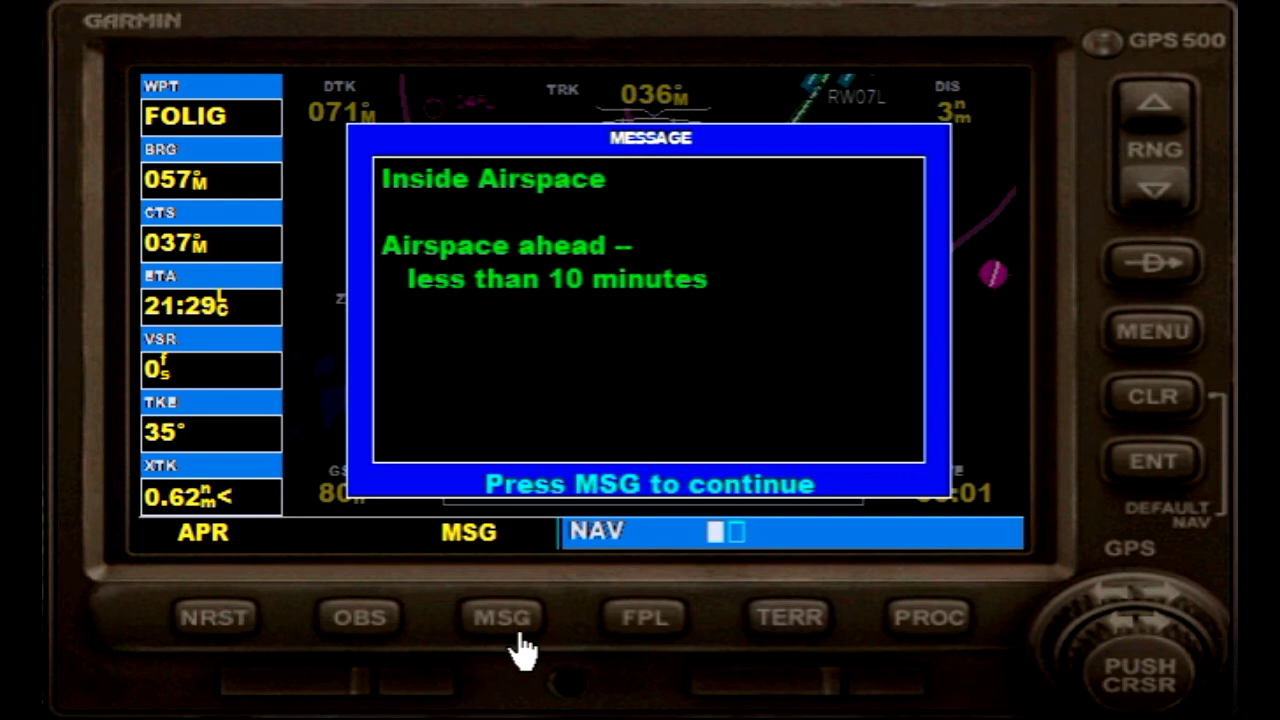 GARMIN
GPS 500
WPT
FOLIG
BRG
057°M
CTS
037°M
ETA
21:29LC
VSR
0fs
TKE
35°
XTK
0.62nm<
DTK
071°M
TRK
036°M
RW07L
DIS
3nm
MESSAGE
Inside Airspace
Airspace ahead --
less than 10 minutes
Press MSG to continue
GS
:01
APR
MSG
NAV
RNG
D
MENU
CLR
ENT
DEFAULT
NAV
GPS
NRST
OBS
MSG
FPL
TERR
PROC
PUSH
CRSR